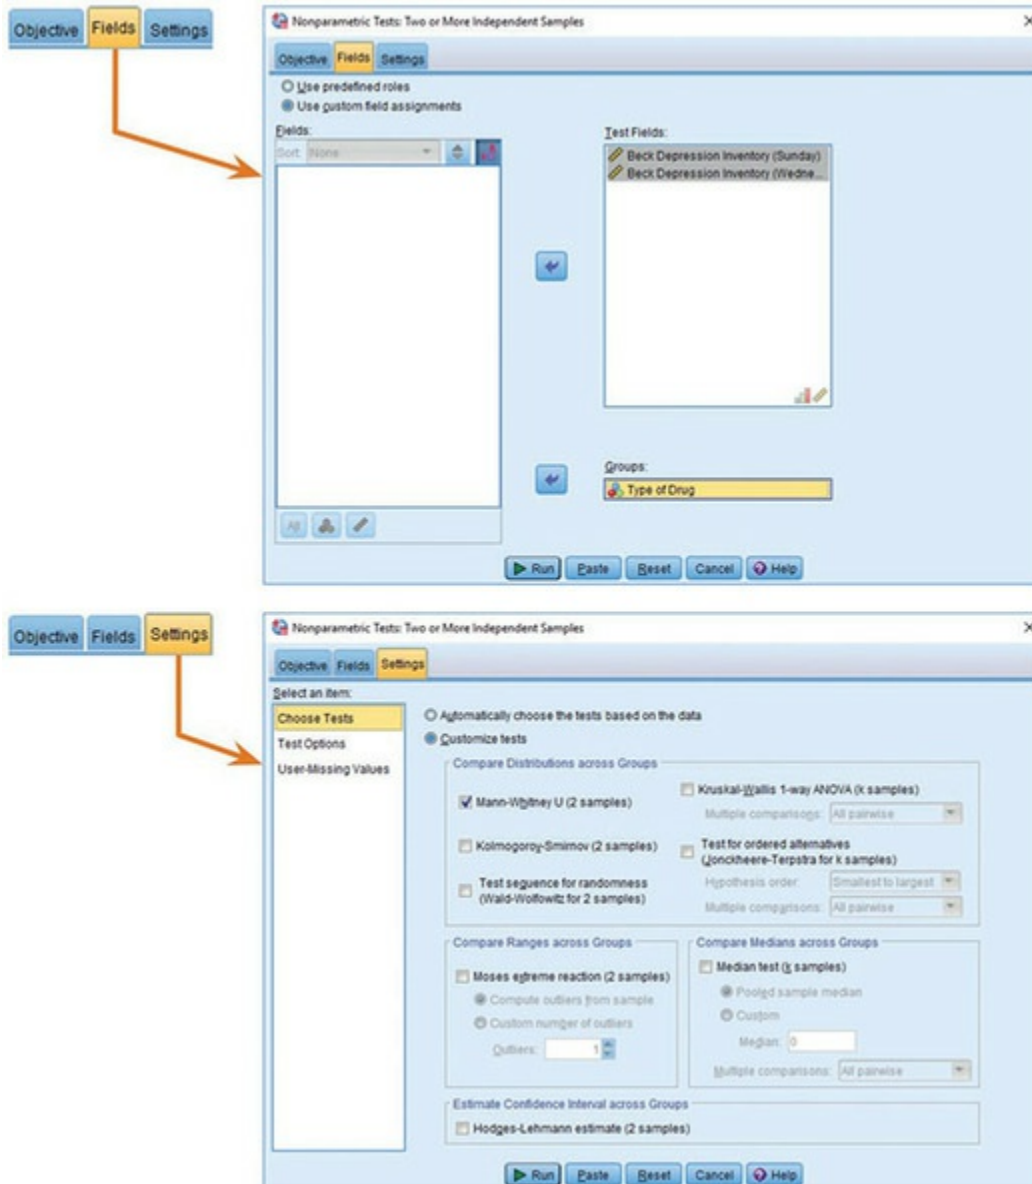 Objective Fields Settings
Nonparametric Tests: Two or More Independent Samples
Objective Fields Settings
Use predefined roles
Use custom field assignments
Fields:
Sort: None
Test Fields:
Beck Depression Inventory (Sunday)
Beck Depression Inventory (Wedne...
Groups:
Type of Drug
All
Run Paste Reset Cancel Help
Objective Fields Settings
Nonparametric Tests: Two or More Independent Samples
Objective Fields Settings
Select an item:
Choose Tests
Test Options
User-Missing Values
Automatically choose the tests based on the data
Customize tests
Compare Distributions across Groups
Mann-Whitney U (2 samples)
Kolmogorov-Smirnov (2 samples)
Test sequence for randomness
(Wald-Wolfowitz for 2 samples)
Kruskal-Wallis 1-way ANOVA (k samples)
Multiple comparisons: All pairwise
Test for ordered alternatives
(Jonckheere-Terpstra for k samples)
Hypothesis order: Smallest to largest
Multiple comparisons: All pairwise
Compare Ranges across Groups
Moses extreme reaction (2 samples)
Compute outliers from sample
Custom number of outliers
Outliers: 1
Compare Medians across Groups
Median test (k samples)
Pooled sample median
Custom
Median: 0
Multiple comparisons: All pairwise
Estimate Confidence Interval across Groups
Hodges-Lehmann estimate (2 samples)
Run Paste Reset Cancel Help